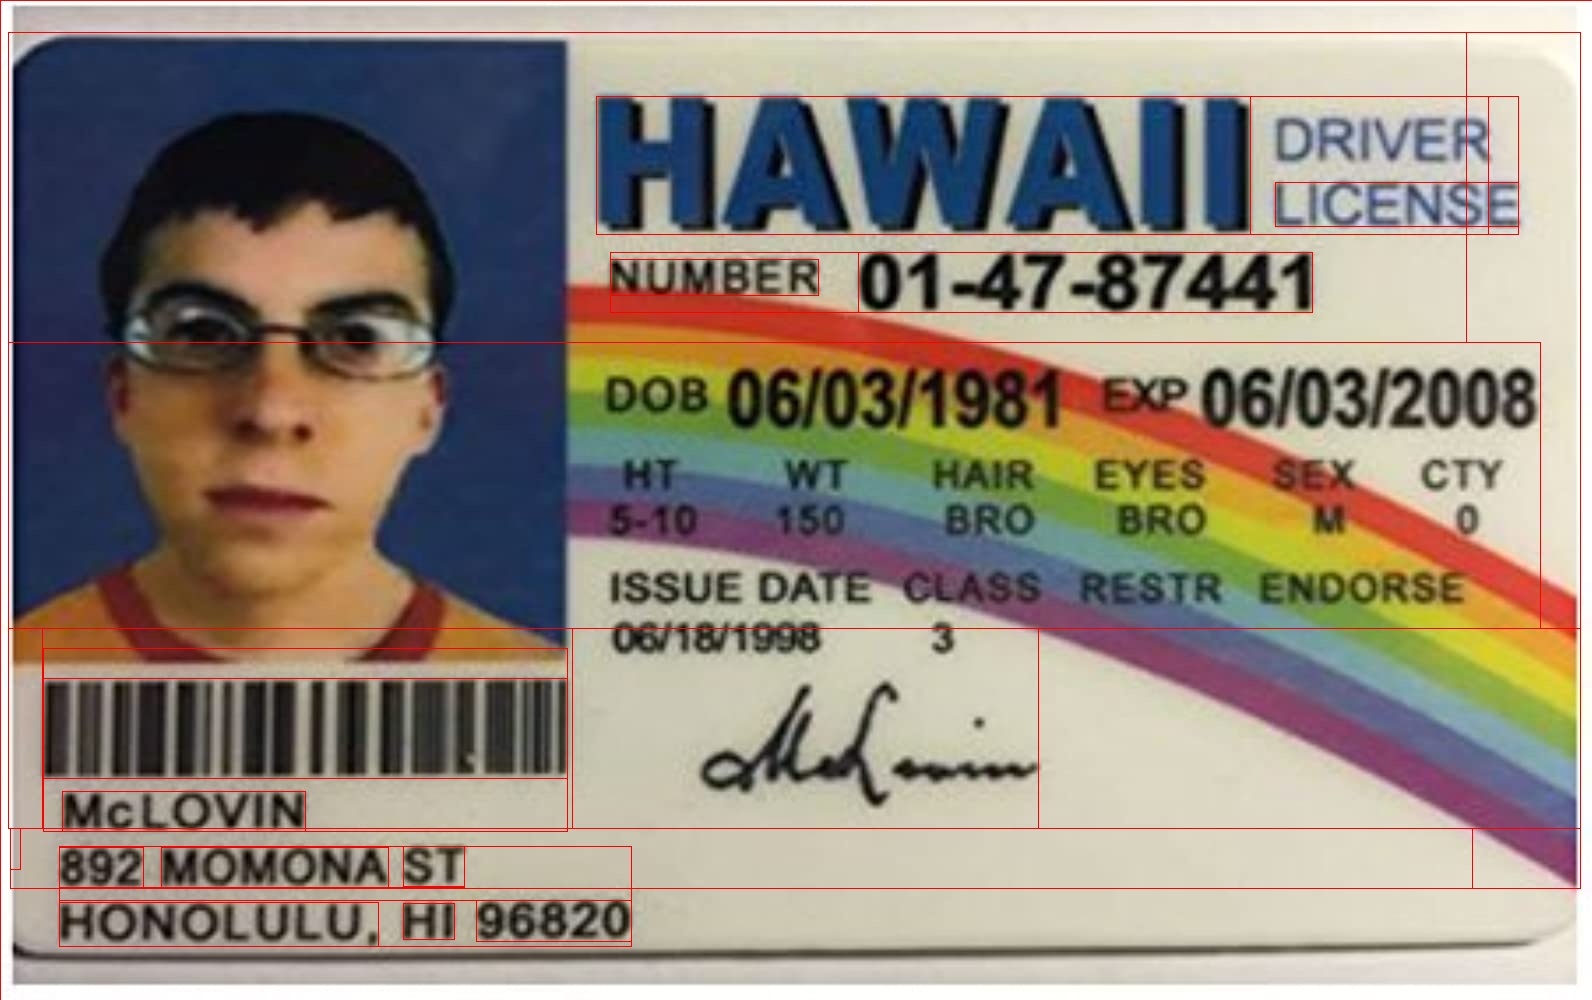 HAWAII DRIVER
LICENSE
NUMBER 01-47-87441
DOB 06/03/1981 EXP 06/03/2008
HT WT HAIR EYES SEX CTY
5-10 150 BRO BRO M 0
ISSUE DATE CLASS RESTR ENDORSE
06/18/1998 3
McLovin
McLOVIN
892 MOMONA ST
HONOLULU, HI 96820